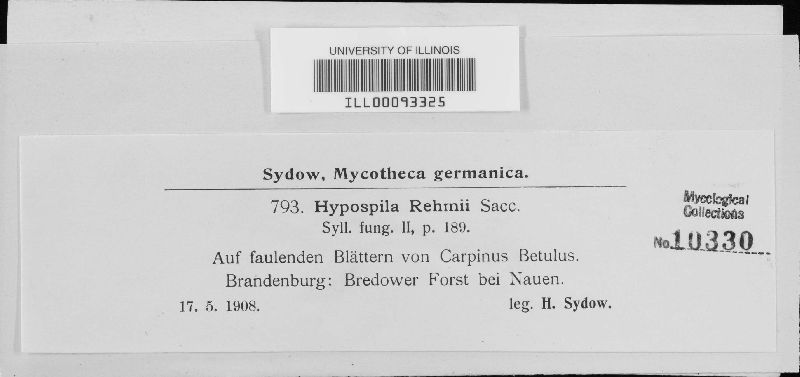 UNIVERSITY OF ILLINOIS
ILL00093325
Sydow, Mycotheca germanica.
793. Hypospila Rehmii Sacc.
Syll. fung. II, p. 189.
Auf faulenden Blättern von Carpinus Betulus.
Brandenburg: Bredower Forst bei Nauen.
17. 5. 1908. leg. H. Sydow.
Mycological
Collections
No. 10330